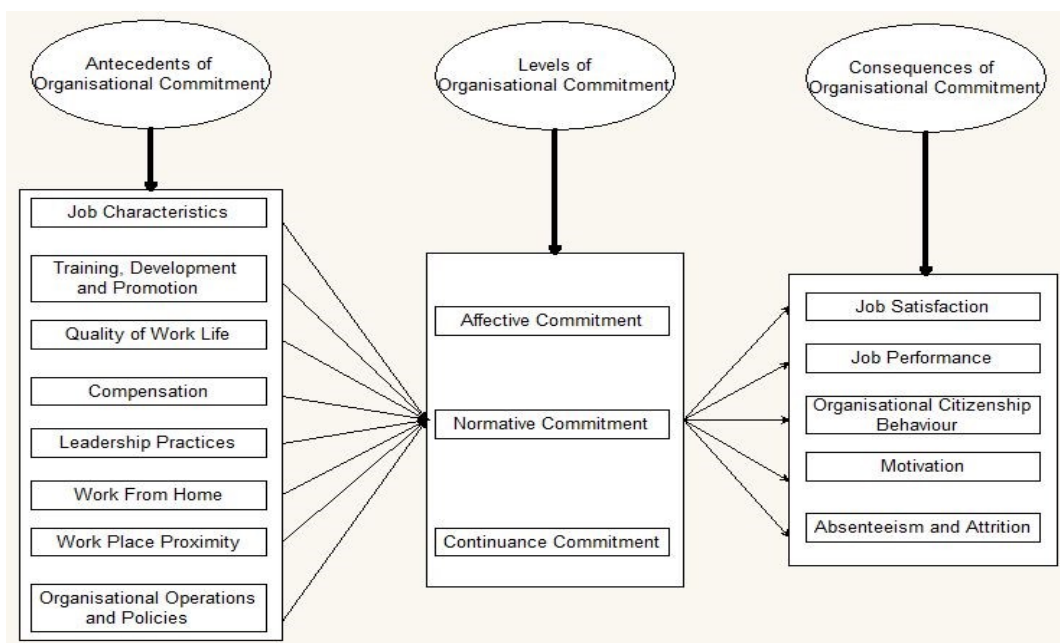 Antecedents of
Organisational Commitment
Levels of
Organisational Commitment
Consequences of
Organisational Commitment
Job Characteristics
Training, Development
and Promotion
Quality of Work Life
Compensation
Leadership Practices
Work From Home
Work Place Proximity
Organisational Operations
and Policies
Affective Commitment
Normative Commitment
Continuance Commitment
Job Satisfaction
Job Performance
Organisational Citizenship
Behaviour
Motivation
Absenteeism and Attrition